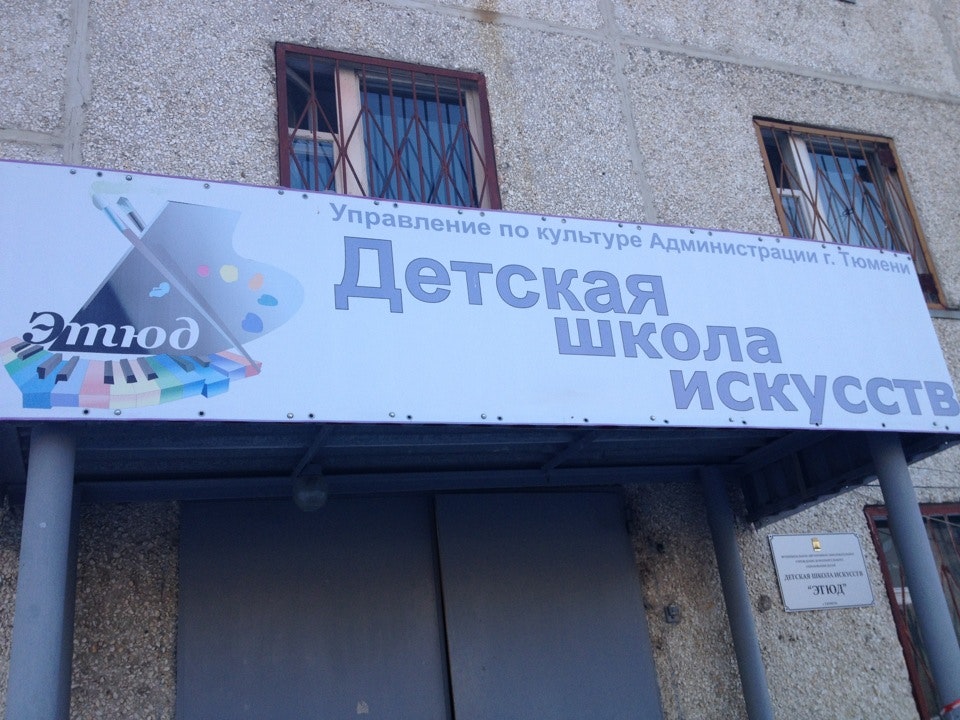 Управление по культуре Администрации г. Тюмени
Детская
школа
искусств
Этюд
ДЕТСКАЯ ШКОЛА ИСКУССТВ
"ЭТЮД"